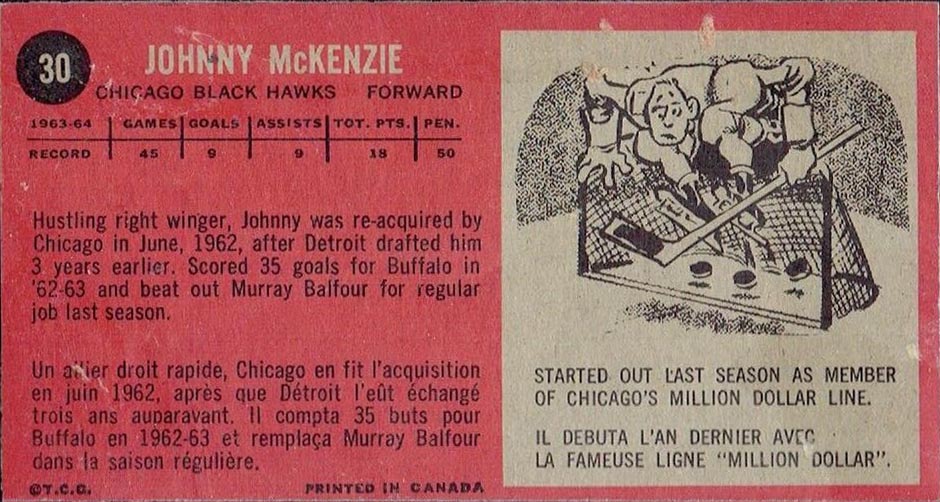 30
JOHNNY McKENZIE
CHICAGO BLACK HAWKS FORWARD
1963-64 GAMES GOALS ASSISTS TOT. PTS. PEN.
RECORD 45 9 9 18 50
Hustling right winger, Johnny was re-acquired by
Chicago in June, 1962, after Detroit drafted him
3 years earlier. Scored 35 goals for Buffalo in
'62-63 and beat out Murray Balfour for regular
job last season.
Un ailier droit rapide, Chicago en fit l'acquisition
en juin 1962, après que Détroit l'eût échangé
trois ans auparavant. Il compta 35 buts pour
Buffalo en 1962-63 et remplaça Murray Balfour
dans la saison régulière.
©T.C.G. PRINTED IN CANADA
STARTED OUT LAST SEASON AS MEMBER
OF CHICAGO'S MILLION DOLLAR LINE.
IL DEBUTA L'AN DERNIER AVEC
LA FAMEUSE LIGNE "MILLION DOLLAR".